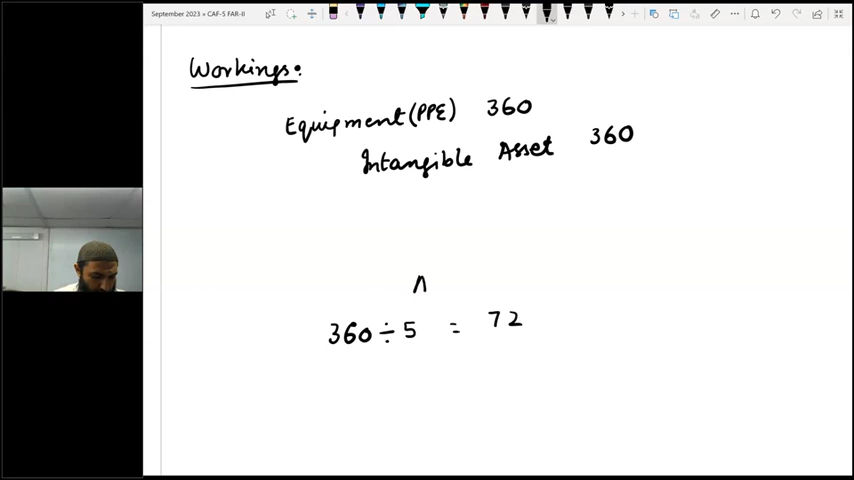 September 2023 » CAF-5 FAR-II
Workings:
Equipment (PPE) 360
Intangible Asset 360
360 ÷ 5 = 72